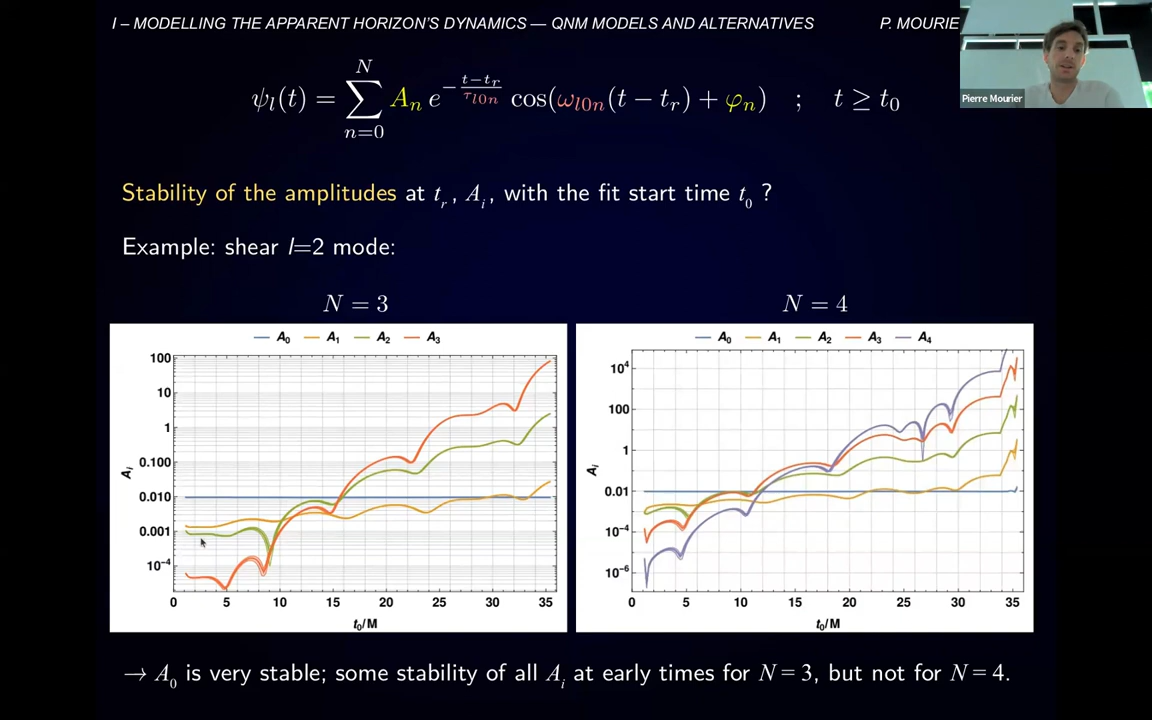 I – MODELLING THE APPARENT HORIZON'S DYNAMICS — QNM MODELS AND ALTERNATIVES P. MOURIE
Pierre Mourier
ψ_l(t) = ∑_{n=0}^{N} A_n e^{−(t−t_r)/τ_{l0n}} cos(ω_{l0n}(t − t_r) + φ_n) ; t ≥ t_0
Stability of the amplitudes at t_r, A_i, with the fit start time t_0 ?
Example: shear l=2 mode:
N = 3
A_0 A_1 A_2 A_3
100
10
1
0.100
0.010
0.001
10^-4
A_i
0 5 10 15 20 25 30 35
t_0/M
N = 4
A_0 A_1 A_2 A_3 A_4
10^4
100
1
0.01
10^-4
10^-6
A_i
0 5 10 15 20 25 30 35
t_0/M
→ A_0 is very stable; some stability of all A_i at early times for N = 3, but not for N = 4.